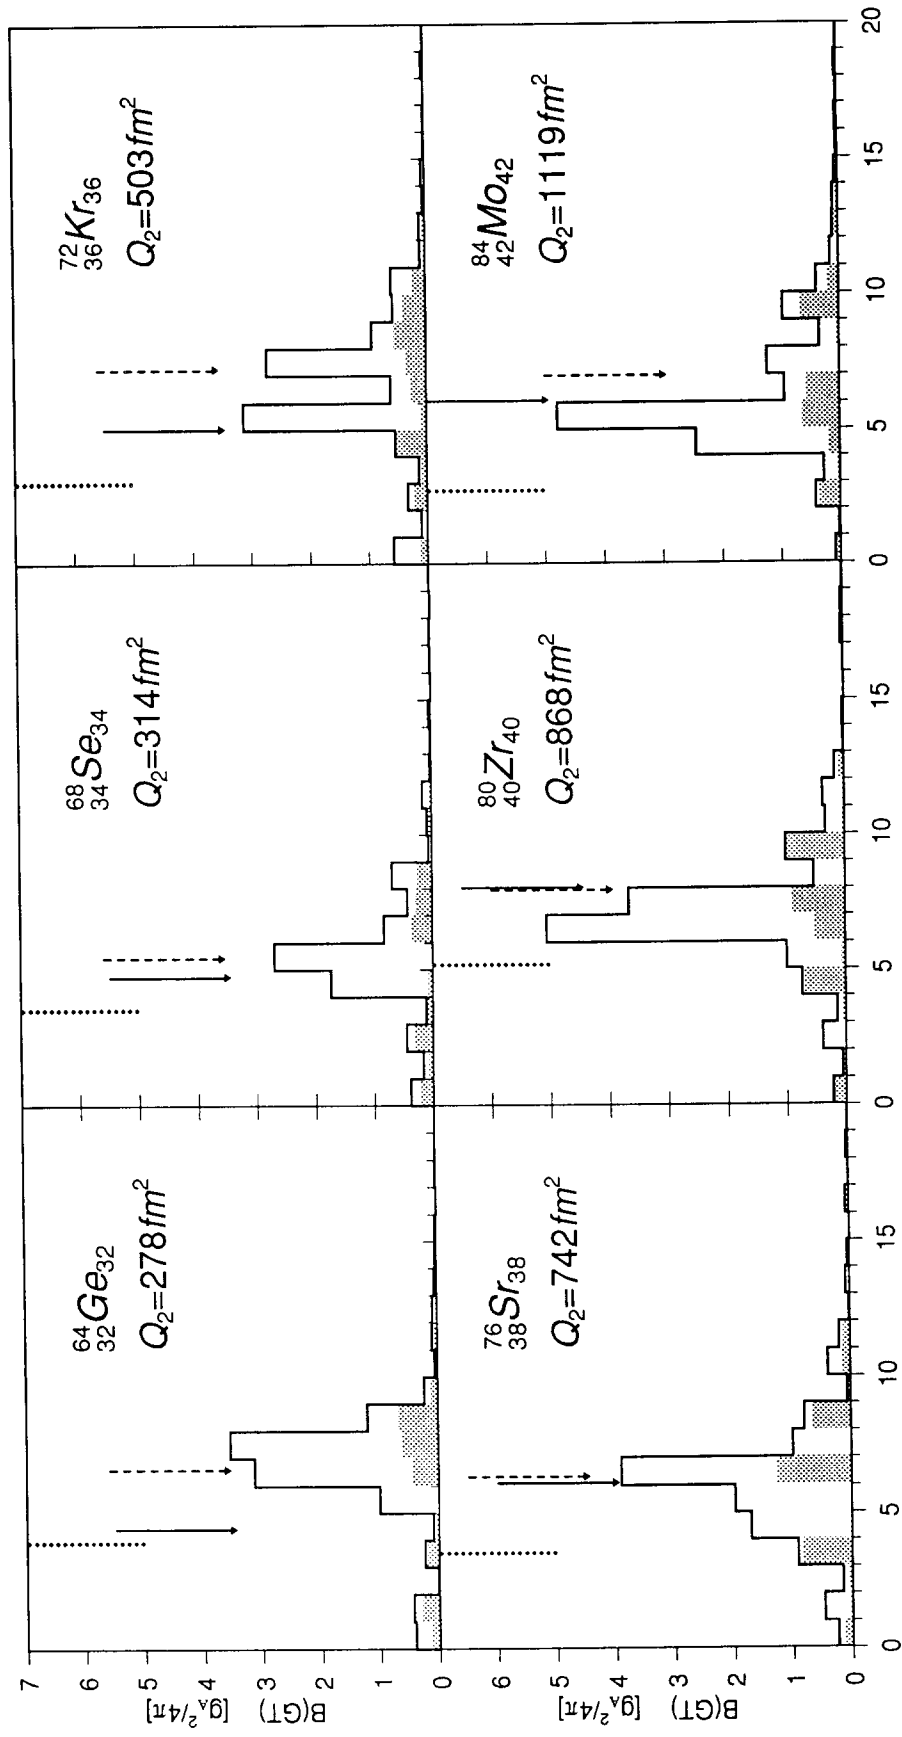 7
6
5
4
3
2
1
0
B(GT)
[g_A²/4π]
⁶⁴₃₂Ge₃₂
Q₂=278fm²
⁶⁸₃₄Se₃₄
Q₂=314fm²
⁷²₃₆Kr₃₆
Q₂=503fm²
6
5
4
3
2
1
0
B(GT)
[g_A²/4π]
⁷⁶₃₈Sr₃₈
Q₂=742fm²
⁸⁰₄₀Zr₄₀
Q₂=868fm²
⁸⁴₄₂Mo₄₂
Q₂=1119fm²
0 5 10 15 0 5 10 15 0 5 10 15 20